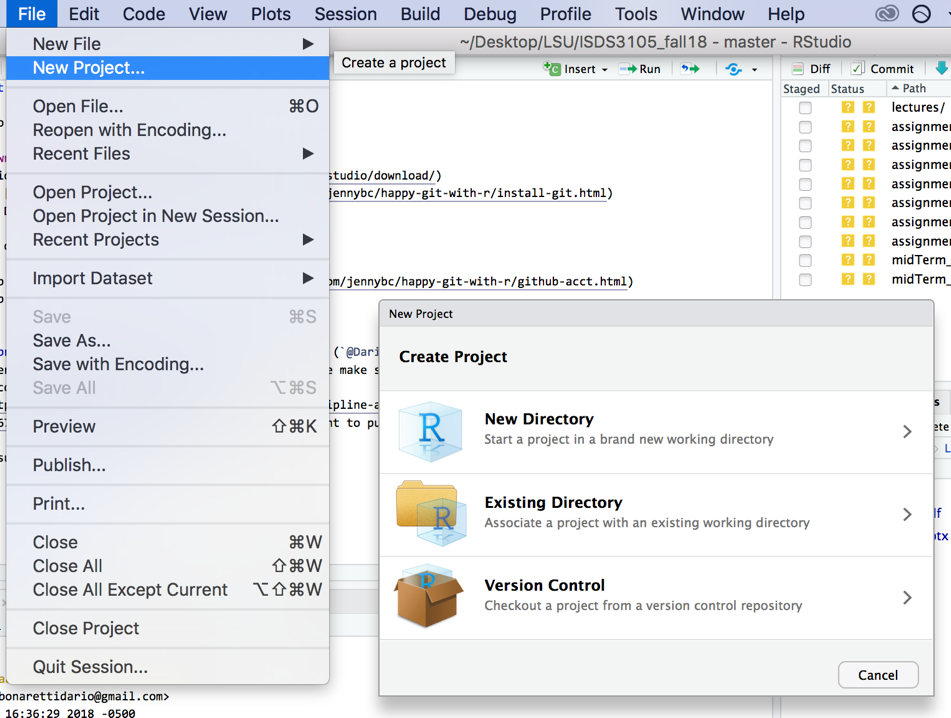 File Edit Code View Plots Session Build Debug Profile Tools Window Help
~/Desktop/LSU/ISDS3105_fall18 - master - RStudio
New File
New Project...
Create a project
Open File... ⌘O
Reopen with Encoding...
Recent Files
Open Project...
Open Project in New Session...
Recent Projects
Import Dataset
Save ⌘S
Save As...
Save with Encoding...
Save All ⌥⌘S
Preview ⇧⌘K
Publish...
Print...
Close ⌘W
Close All ⇧⌘W
Close All Except Current ⌥⇧⌘W
Close Project
Quit Session...
Insert Run
Diff Commit
Staged Status Path
? ? lectures/
? ? assignmen
? ? assignmen
? ? assignmen
? ? assignmen
? ? assignmen
? ? assignmen
? ? assignmen
? ? midTerm_
? ? midTerm_
studio/download/)
jennybc/happy-git-with-r/install-git.html)
om/jennybc/happy-git-with-r/github-acct.html)
(`@Dari
e make s
ipline-a
nt to pu
New Project
Create Project
R
New Directory
Start a project in a brand new working directory
R
Existing Directory
Associate a project with an existing working directory
R
Version Control
Checkout a project from a version control repository
Cancel
bonarettidario@gmail.com>
16:36:29 2018 -0500